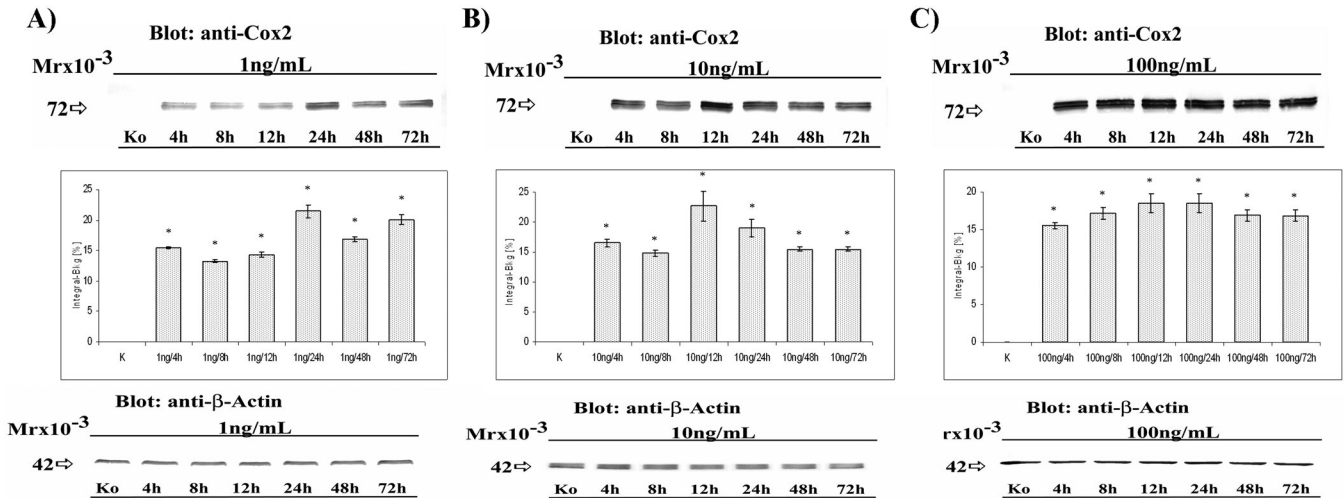 A)
Blot: anti-Cox2
Mrx10-3
1ng/mL
72⇨
Ko 4h 8h 12h 24h 48h 72h
Integral-Bkg [%]
25
20
15
10
5
0
* * * * * *
K 1ng/4h 1ng/8h 1ng/12h 1ng/24h 1ng/48h 1ng/72h
Blot: anti-β-Actin
Mrx10-3
1ng/mL
42⇨
Ko 4h 8h 12h 24h 48h 72h
B)
Blot: anti-Cox2
Mrx10-3
10ng/mL
72⇨
Ko 4h 8h 12h 24h 48h 72h
Integral-Bkg [%]
25
20
15
10
5
0
* * * * * *
K 10ng/4h 10ng/8h 10ng/12h 10ng/24h 10ng/48h 10ng/72h
Blot: anti-β-Actin
Mrx10-3
10ng/mL
42⇨
Ko 4h 8h 12h 24h 48h 72h
C)
Blot: anti-Cox2
Mrx10-3
100ng/mL
72⇨
Ko 4h 8h 12h 24h 48h 72h
Integral-Bkg [%]
20
15
10
5
0
* * * * * *
K 100ng/4h 100ng/8h 100ng/12h 100ng/24h 100ng/48h 100ng/72h
Blot: anti-β-Actin
rx10-3
100ng/mL
42⇨
Ko 4h 8h 12h 24h 48h 72h